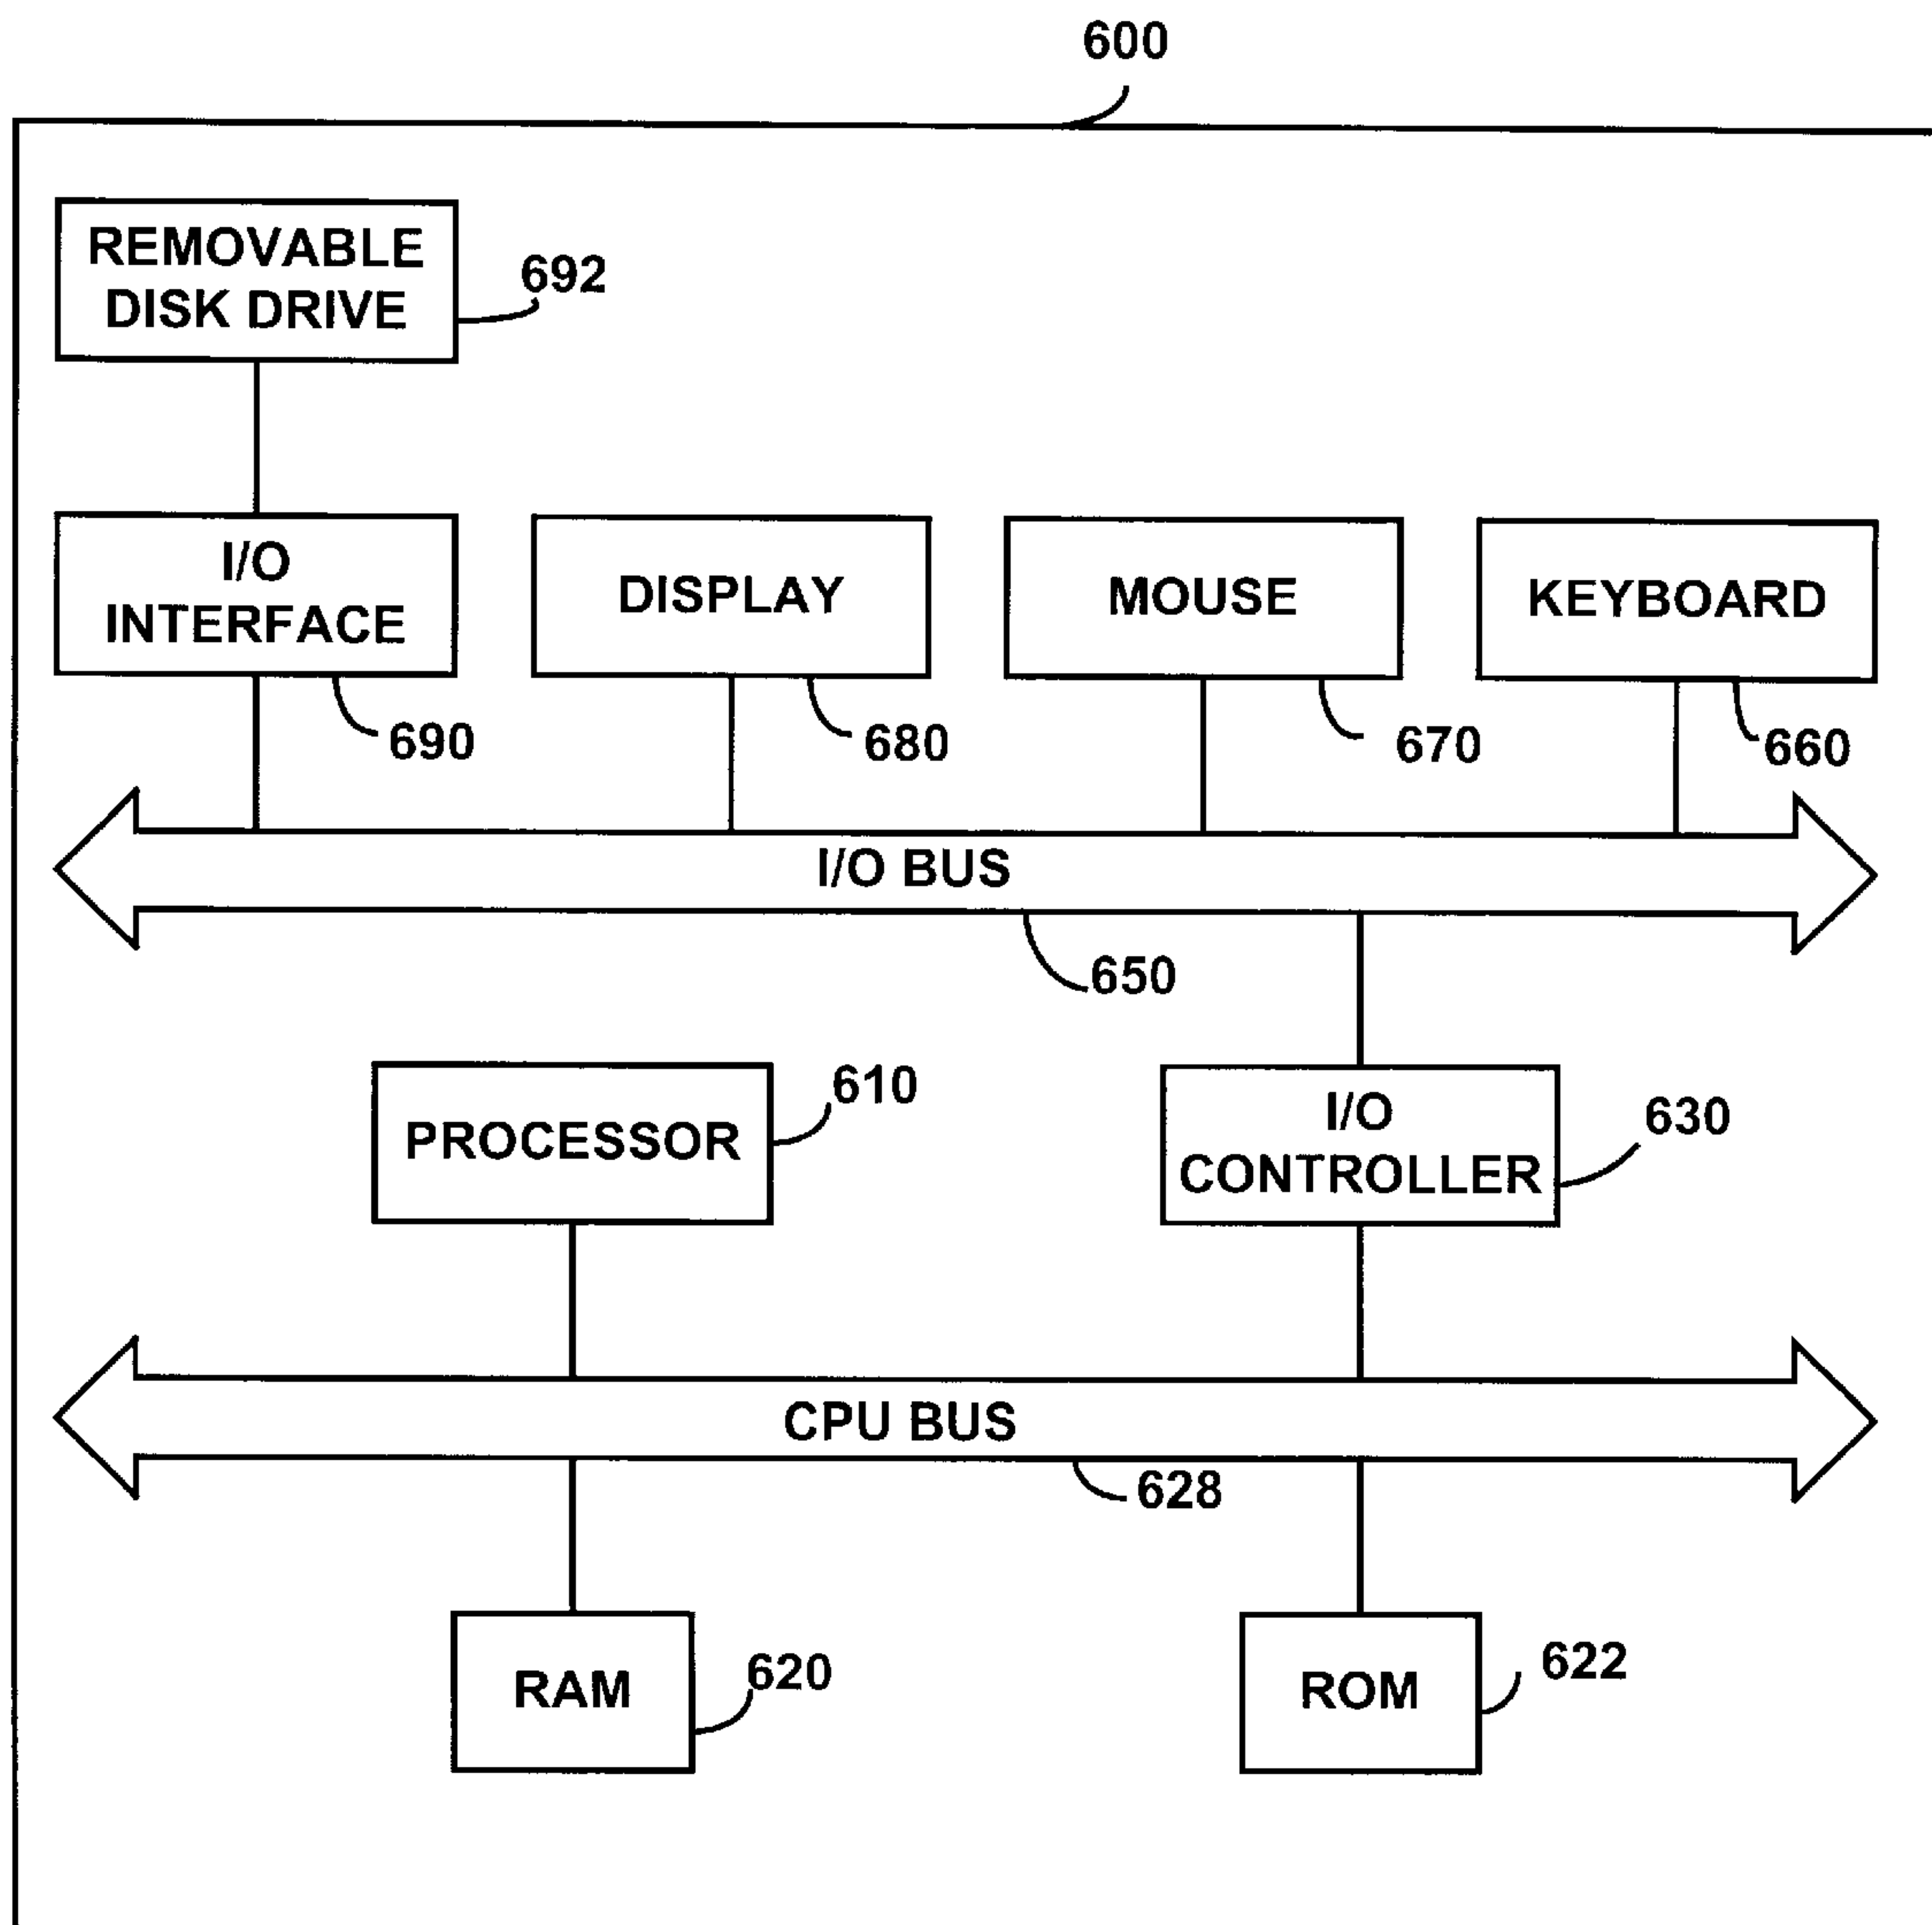 600
REMOVABLE
DISK DRIVE
692
I/O
INTERFACE
DISPLAY
MOUSE
KEYBOARD
690
680
670
660
I/O BUS
650
PROCESSOR
610
I/O
CONTROLLER
630
CPU BUS
628
RAM
620
ROM
622